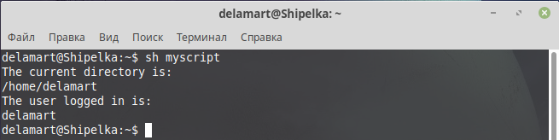 delamart@Shipelka: ~
Файл Правка Вид Поиск Терминал Справка
delamart@Shipelka:~$ sh myscript
The current directory is:
/home/delamart
The user logged in is:
delamart
delamart@Shipelka:~$